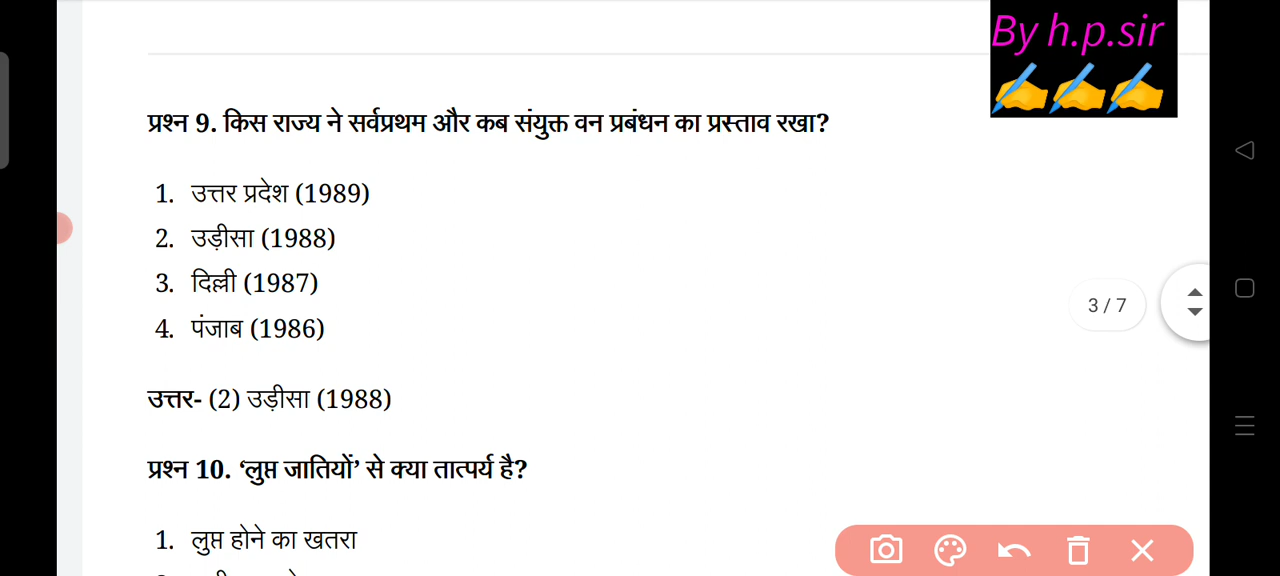 By h.p.sir
प्रश्न 9. किस राज्य ने सर्वप्रथम और कब संयुक्त वन प्रबंधन का प्रस्ताव रखा?
1. उत्तर प्रदेश (1989)
2. उड़ीसा (1988)
3. दिल्ली (1987)
4. पंजाब (1986)
3 / 7
उत्तर- (2) उड़ीसा (1988)
प्रश्न 10. ‘लुप्त जातियों’ से क्या तात्पर्य है?
1. लुप्त होने का खतरा